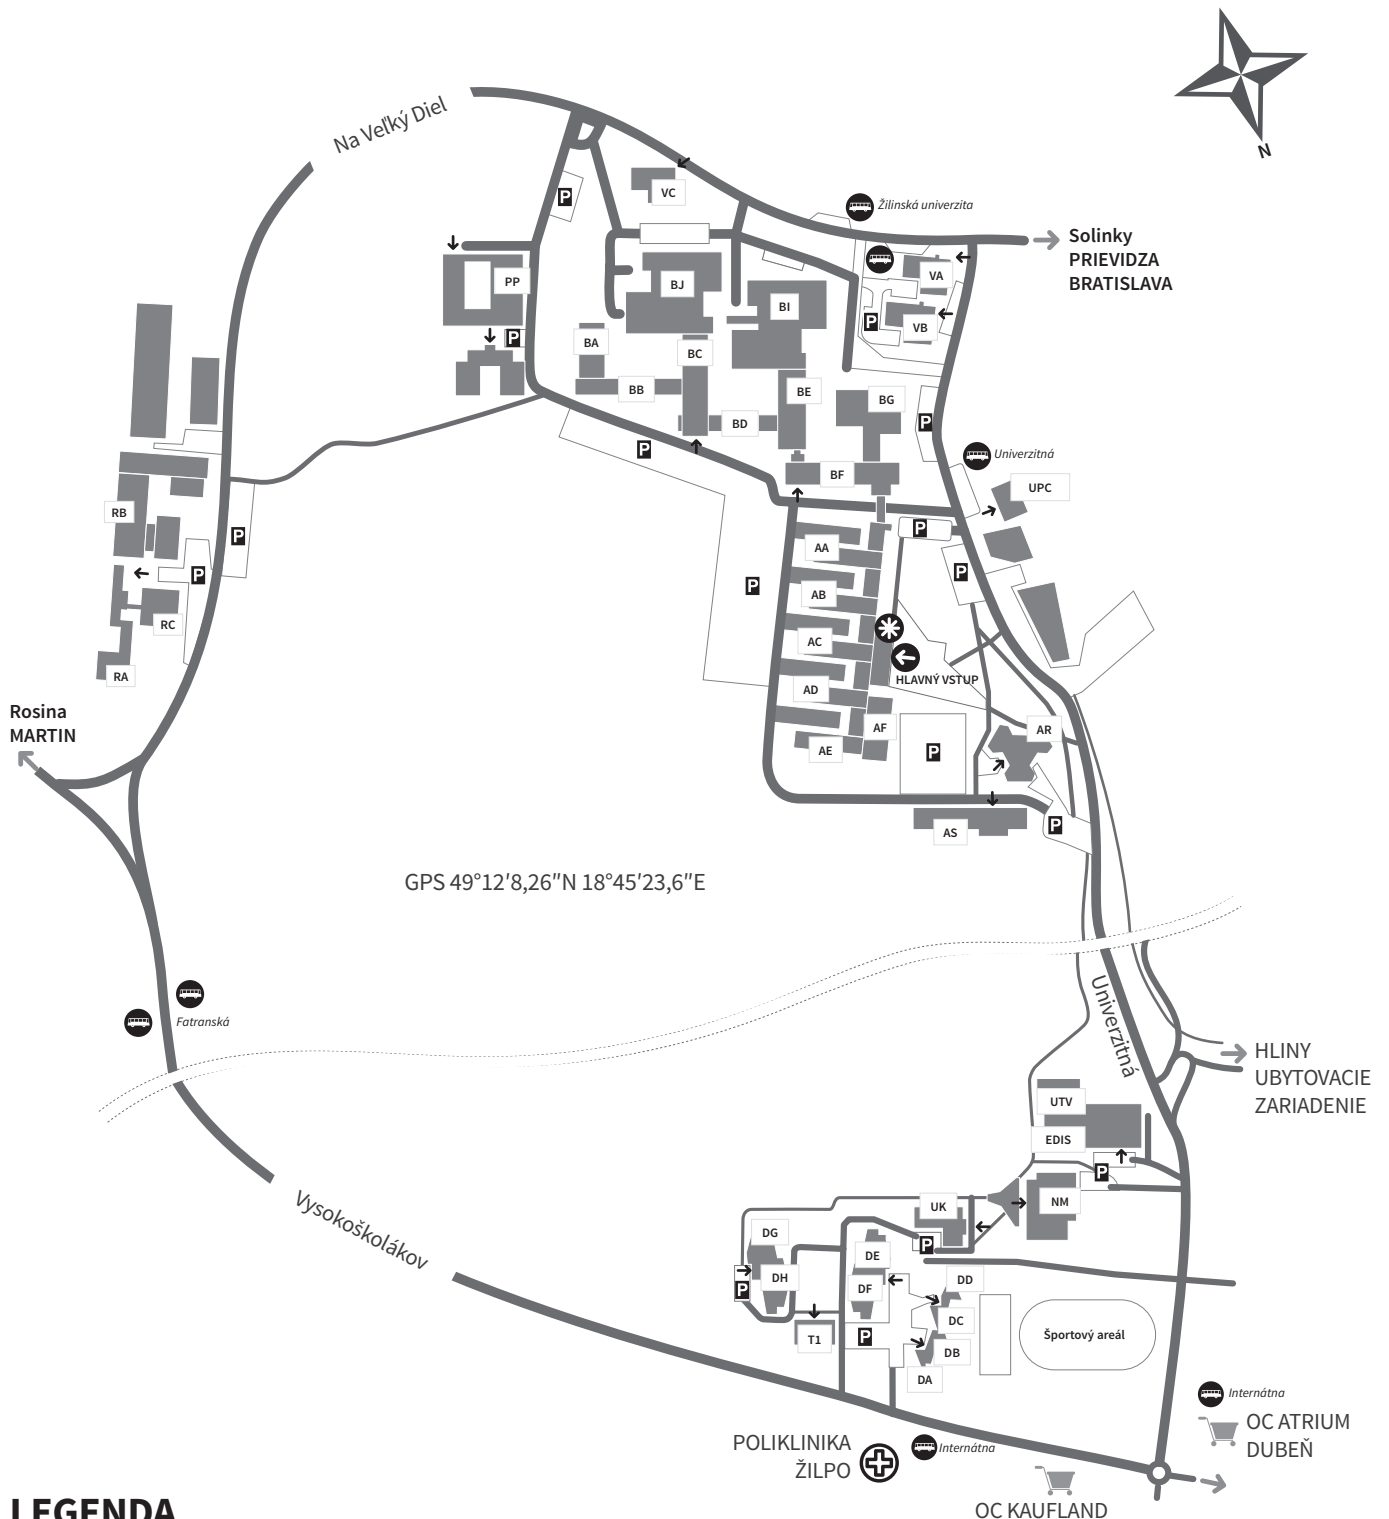 N
Na Veľký Diel
P
VC
Žilinská univerzita
Solinky
PRIEVIDZA
BRATISLAVA
VA
PP
BJ
BI
P
VB
P
BA
BC
BB
BE
BG
BD
P
P
Univerzitná
BF
UPC
RB
P
P
AA
P
P
P
AB
RC
AC
HLAVNÝ VSTUP
RA
AD
Rosina
MARTIN
AF
AR
AE
P
P
AS
GPS 49°12′8,26″N 18°45′23,6″E
Fatranská
Univerzitná
HLINY
UBYTOVACIE
ZARIADENIE
UTV
EDIS
P
Vysokoškolákov
UK
NM
DG
P
DE
DH
DD
P
DF
DC
T1
P
Športový areál
DB
DA
Internátna
OC ATRIUM
DUBEŇ
POLIKLINIKA
ŽILPO
Internátna
OC KAUFLAND
LEGENDA